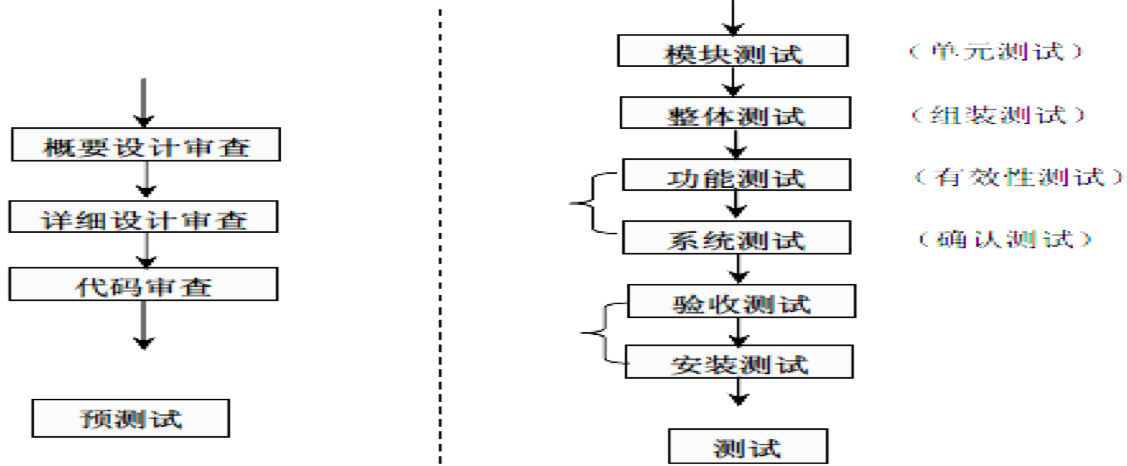 概要设计审查
详细设计审查
代码审查
预测试
模块测试 （单元测试）
整体测试 （组装测试）
功能测试 （有效性测试）
系统测试 （确认测试）
验收测试
安装测试
测试